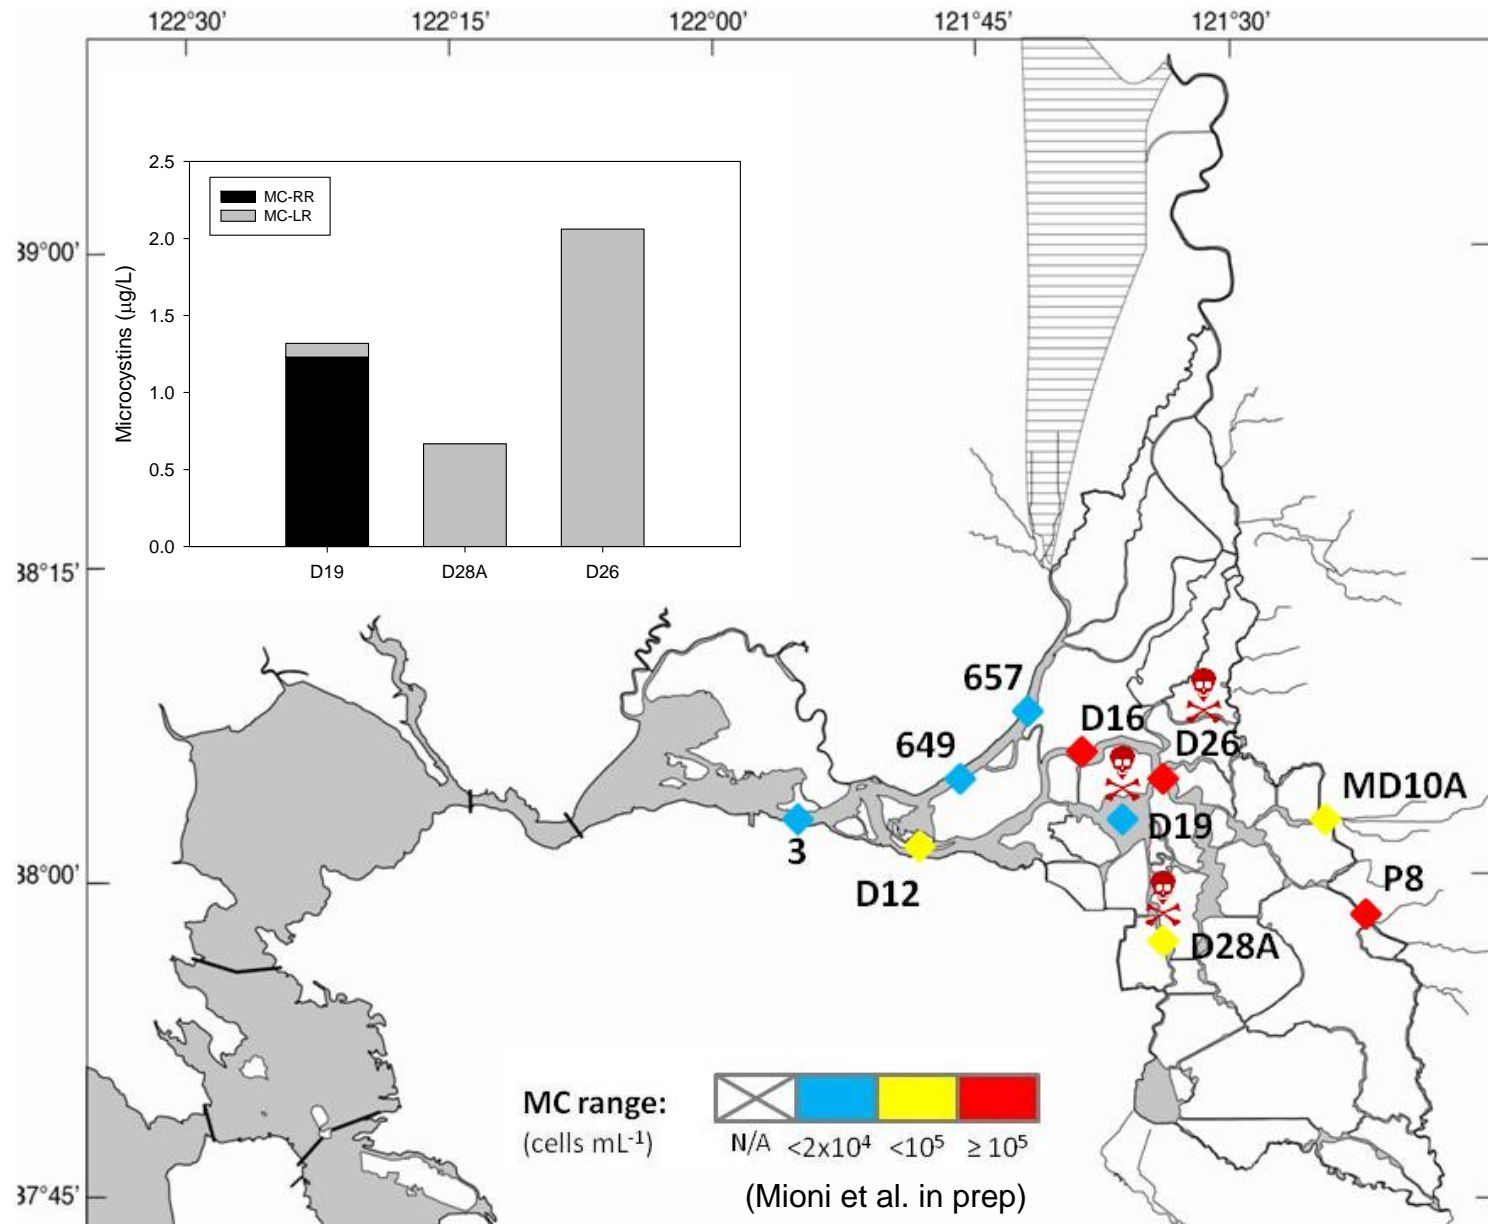 122°30' 122°15' 122°00' 121°45' 121°30'
2.5
MC-RR
MC-LR
2.0
39°00'
1.5
Microcystins (µg/L)
1.0
0.5
0.0
D19 D28A D26
38°15'
657
D16
649
D26
MD10A
D19
3
38°00'
P8
D12
D28A
MC range:
(cells mL⁻¹)
N/A <2x10⁴ <10⁵ ≥ 10⁵
37°45'
(Mioni et al. in prep)